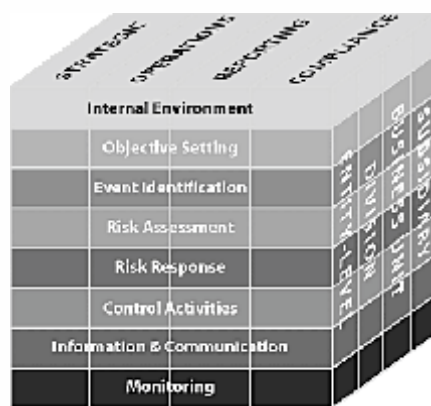 STRATEGIC
OPERATIONS
REPORTING
COMPLIANCE
Internal Environment
Objective Setting
Event Identification
Risk Assessment
Risk Response
Control Activities
Information & Communication
Monitoring
ENTITY-LEVEL
DIVISION
BUSINESS UNIT
SUBSIDIARY